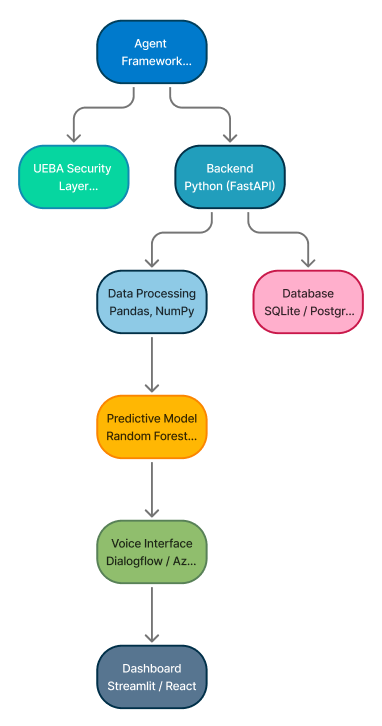 Agent
Framework...
UEBA Security
Layer...
Backend
Python (FastAPI)
Data Processing
Pandas, NumPy
Database
SQLite / Postgr...
Predictive Model
Random Forest...
Voice Interface
Dialogflow / Az...
Dashboard
Streamlit / React